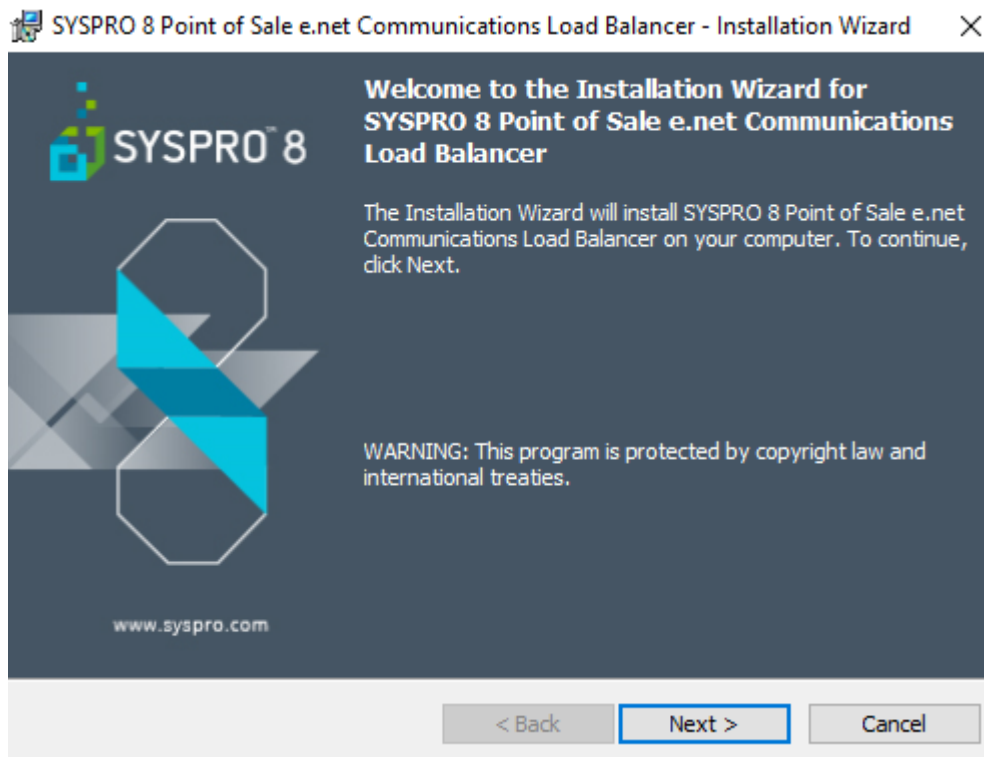 SYSPRO 8 Point of Sale e.net Communications Load Balancer - Installation Wizard
SYSPRO™ 8
Welcome to the Installation Wizard for
SYSPRO 8 Point of Sale e.net Communications
Load Balancer
The Installation Wizard will install SYSPRO 8 Point of Sale e.net
Communications Load Balancer on your computer. To continue,
click Next.
WARNING: This program is protected by copyright law and
international treaties.
www.syspro.com
< Back
Next >
Cancel